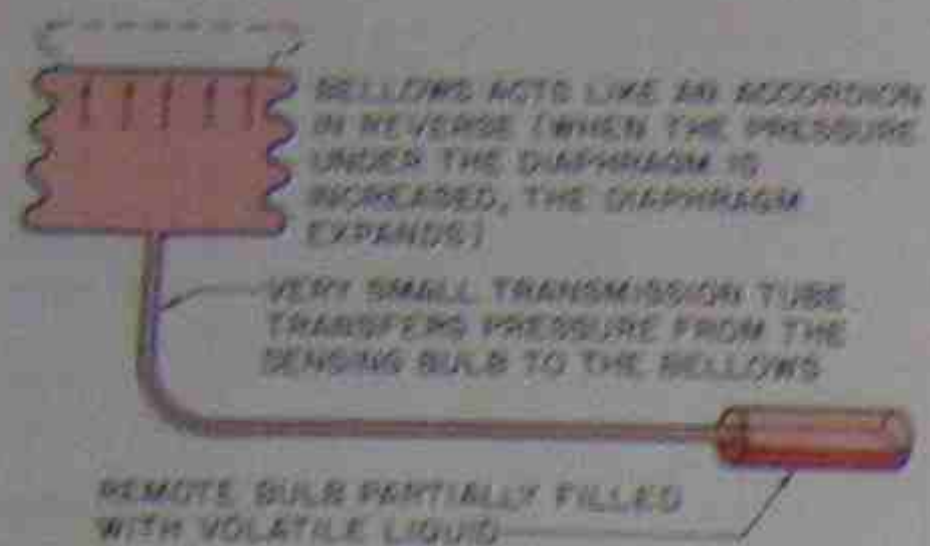 BELLOWS ACTS LIKE AN ACCORDION
IN REVERSE (WHEN THE PRESSURE
UNDER THE DIAPHRAGM IS
INCREASED, THE DIAPHRAGM
EXPANDS)
VERY SMALL TRANSMISSION TUBE
TRANSFERS PRESSURE FROM THE
SENSING BULB TO THE BELLOWS
REMOTE BULB PARTIALLY FILLED
WITH VOLATILE LIQUID